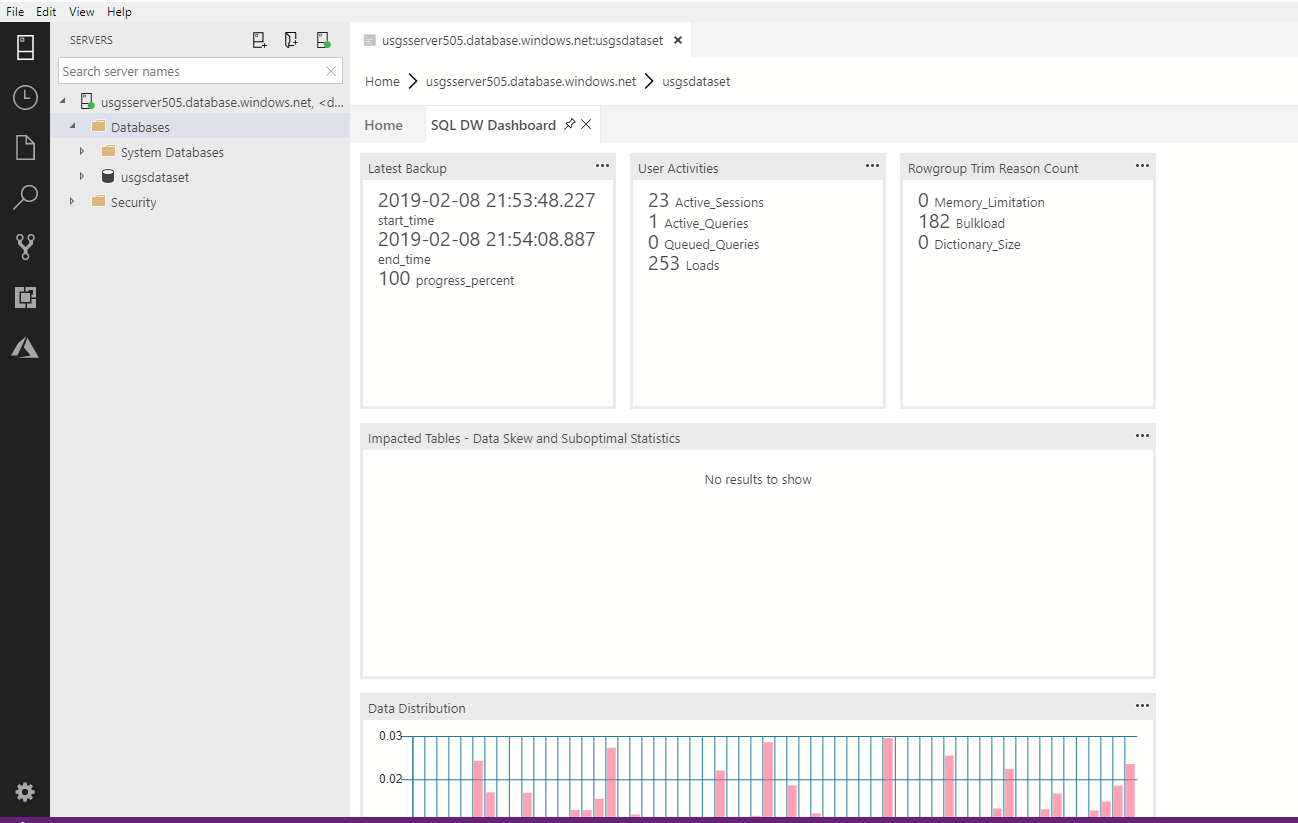 File Edit View Help
SERVERS
Search server names
usgsserver505.database.windows.net, <d...
Databases
System Databases
usgsdataset
Security
usgsserver505.database.windows.net:usgsdataset
Home usgsserver505.database.windows.net usgsdataset
Home SQL DW Dashboard
Latest Backup
2019-02-08 21:53:48.227
start_time
2019-02-08 21:54:08.887
end_time
100 progress_percent
User Activities
23 Active_Sessions
1 Active_Queries
0 Queued_Queries
253 Loads
Rowgroup Trim Reason Count
0 Memory_Limitation
182 Bulkload
0 Dictionary_Size
Impacted Tables - Data Skew and Suboptimal Statistics
No results to show
Data Distribution
0.03
0.02